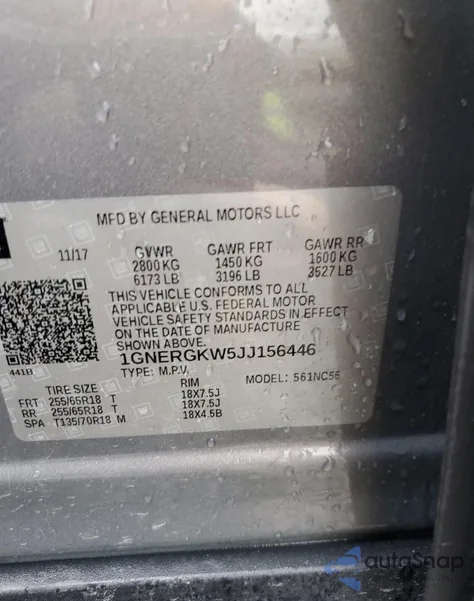 MFD BY GENERAL MOTORS LLC
11/17 GVWR GAWR FRT GAWR RR
2800 KG 1450 KG 1600 KG
6173 LB 3196 LB 3527 LB
THIS VEHICLE CONFORMS TO ALL
APPLICABLE U.S. FEDERAL MOTOR
VEHICLE SAFETY STANDARDS IN EFFECT
ON THE DATE OF MANUFACTURE
SHOWN ABOVE.
1GNERGKW5JJ156446
441B TYPE: M.P.V. MODEL: 561NC56
TIRE SIZE RIM
FRT 255/65R18 T 18X7.5J
RR 255/65R18 T 18X7.5J
SPA T135/70R18 M 18X4.5B
autoSnap